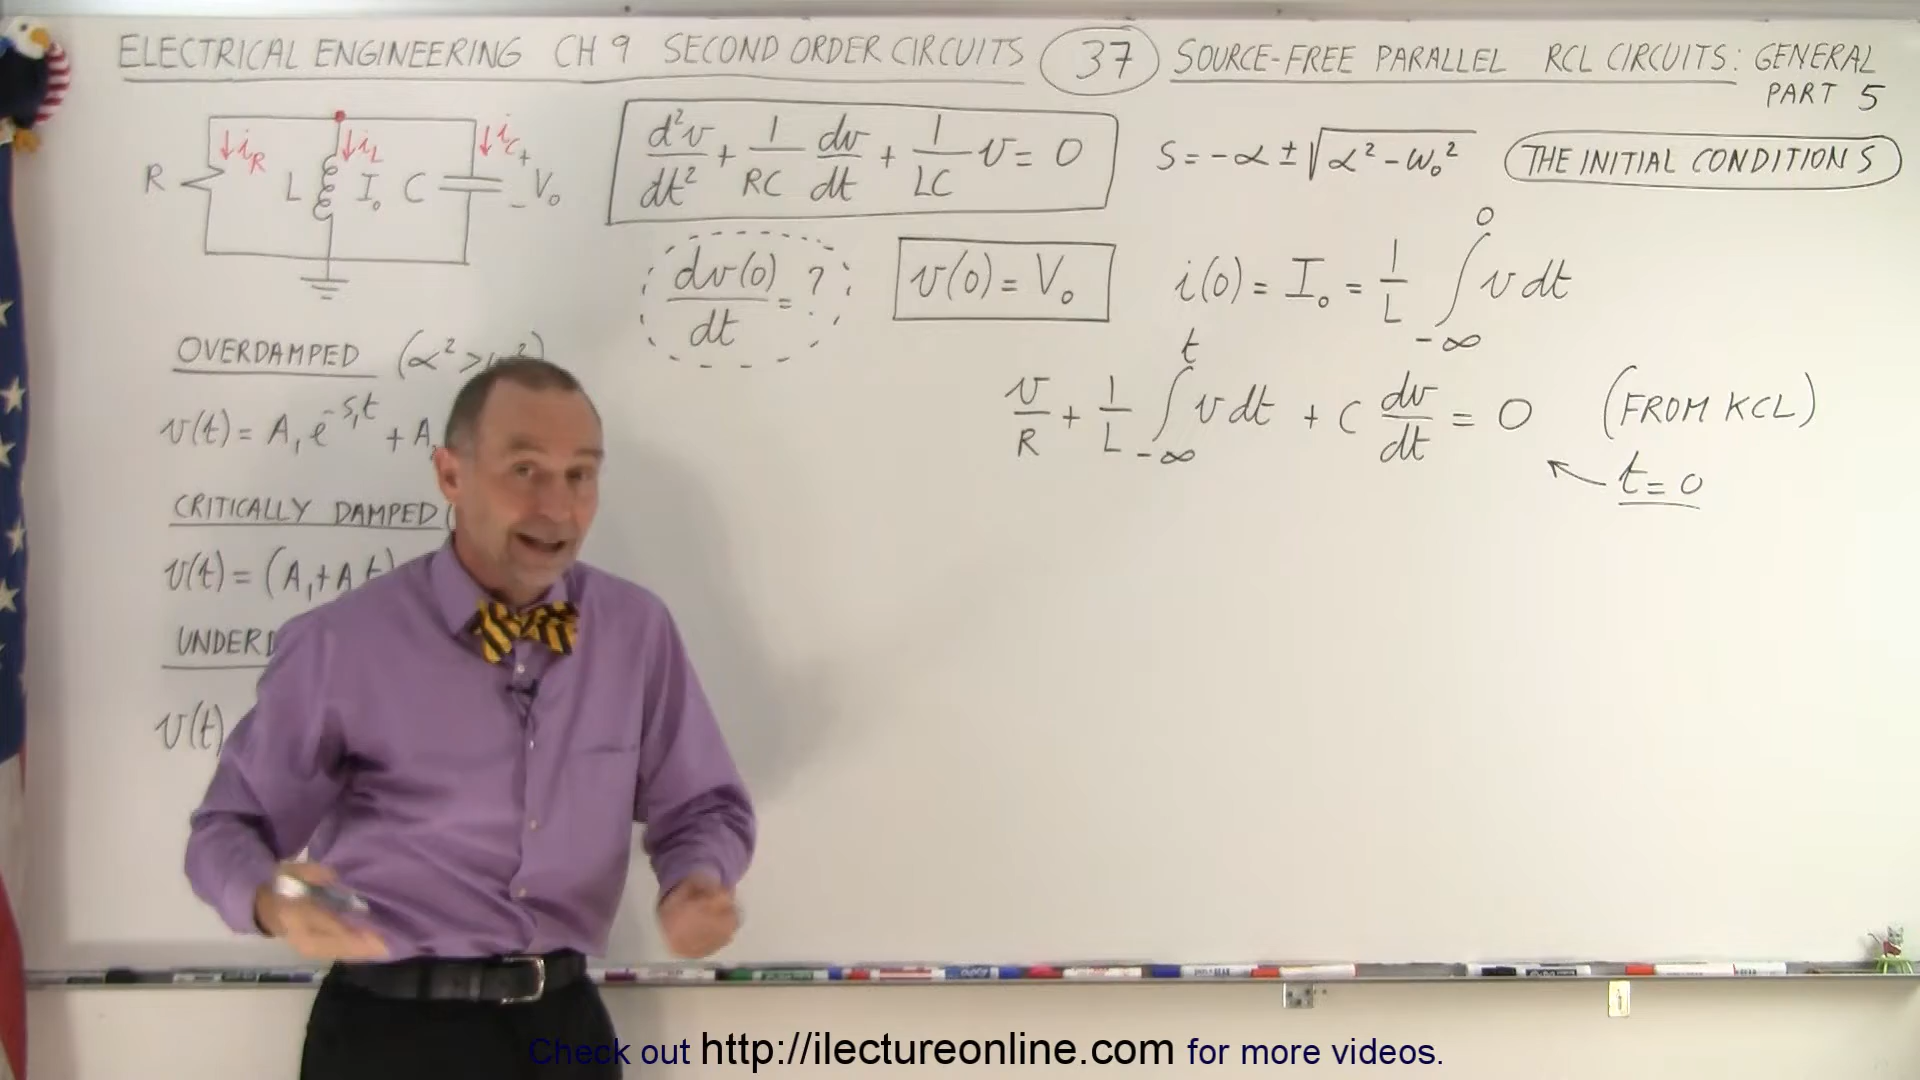 ELECTRICAL ENGINEERING CH 9 SECOND ORDER CIRCUITS 37 SOURCE-FREE PARALLEL RCL CIRCUITS: GENERAL
PART 5
R ↓i_R L ↓i_L I₀ C ↓i_C + − V₀
d²v/dt² + 1/RC dv/dt + 1/LC v = 0
S = -α ± √(α² - ω₀²)
THE INITIAL CONDITIONS
dv(0)/dt = ?
v(0) = V₀
i(0) = I₀ = 1/L ∫_{-∞}^{0} v dt
v/R + 1/L ∫_{-∞}^{t} v dt + C dv/dt = 0 (FROM KCL)
← t = 0
OVERDAMPED (α² >
v(t) = A₁ e^{-S₁t} + A
CRITICALLY DAMPED (
v(t) = (A₁ + A t)
v(t)
Check out http://ilectureonline.com for more videos.